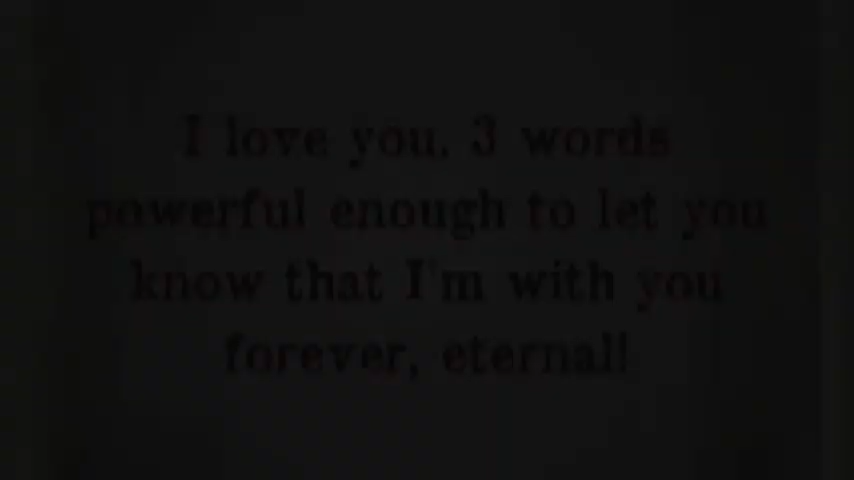 I love you, 3 words
powerful enough to let you
know that I'm with you
forever, eternal!